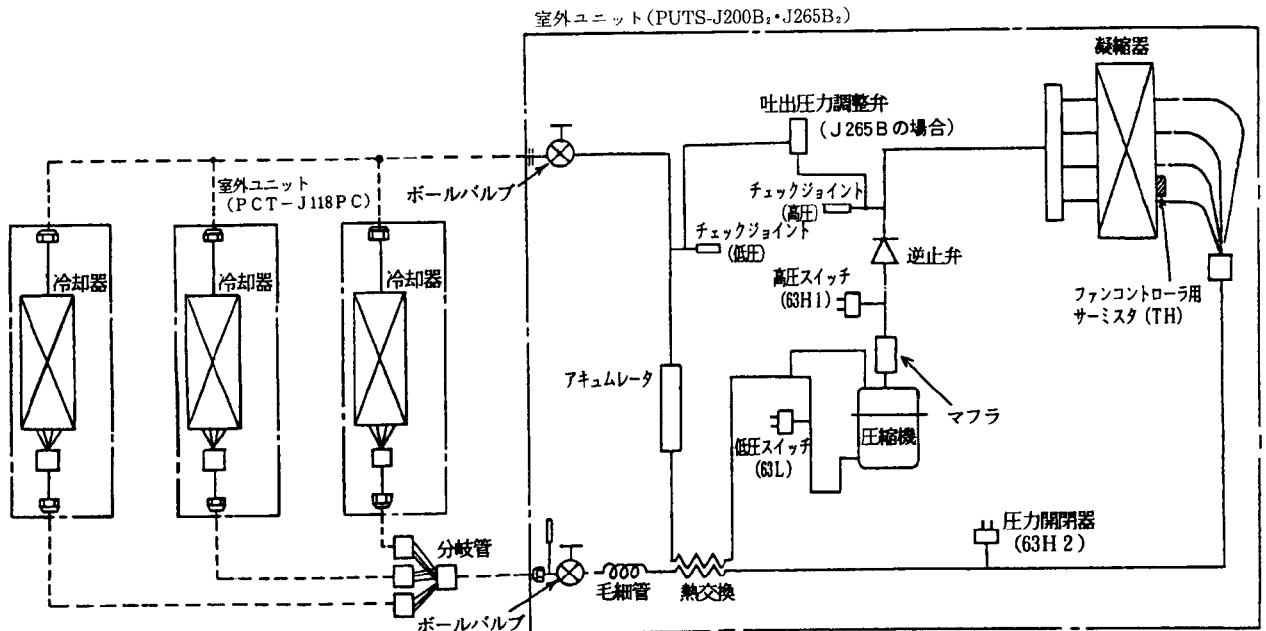 室外ユニット(PUTS-J200B₂・J265B₂)
凝縮器
吐出圧力調整弁
(J265Bの場合)
ボールバルブ
室外ユニット
(PCT-J118PC)
チェックジョイント
(高圧)
チェックジョイント
(低圧)
逆止弁
冷却器
冷却器
冷却器
高圧スイッチ
(63H1)
ファンコントローラ用
サーミスタ(TH)
アキュムレータ
マフラ
圧縮機
低圧スイッチ
(63L)
圧力開閉器
(63H2)
分岐管
毛細管
熱交換
ボールバルブ